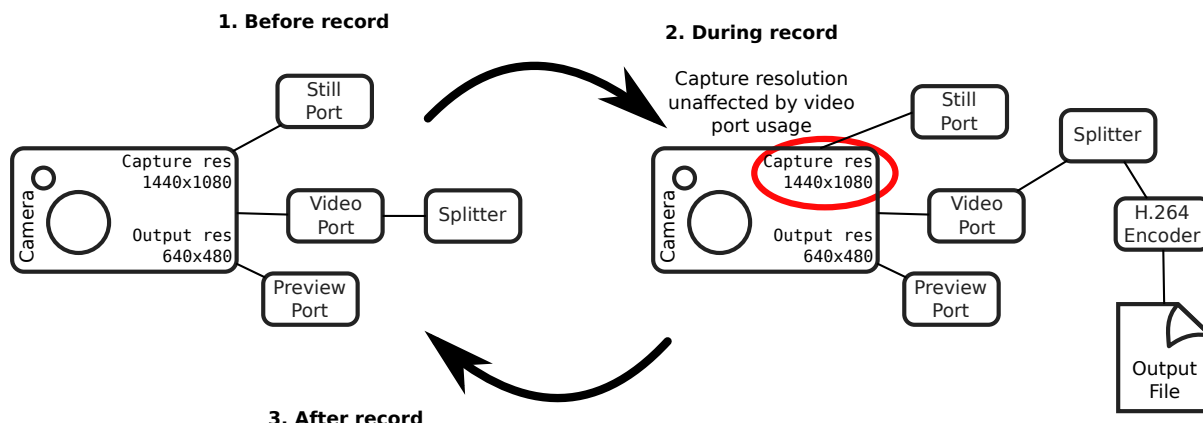 1. Before record
Still
Port
Capture res
1440x1080
Camera
Video
Port
Splitter
Output res
640x480
Preview
Port
2. During record
Capture resolution
unaffected by video
port usage
Still
Port
Splitter
Capture res
1440x1080
Camera
Video
Port
H.264
Encoder
Output res
640x480
Preview
Port
Output
File
3. After record